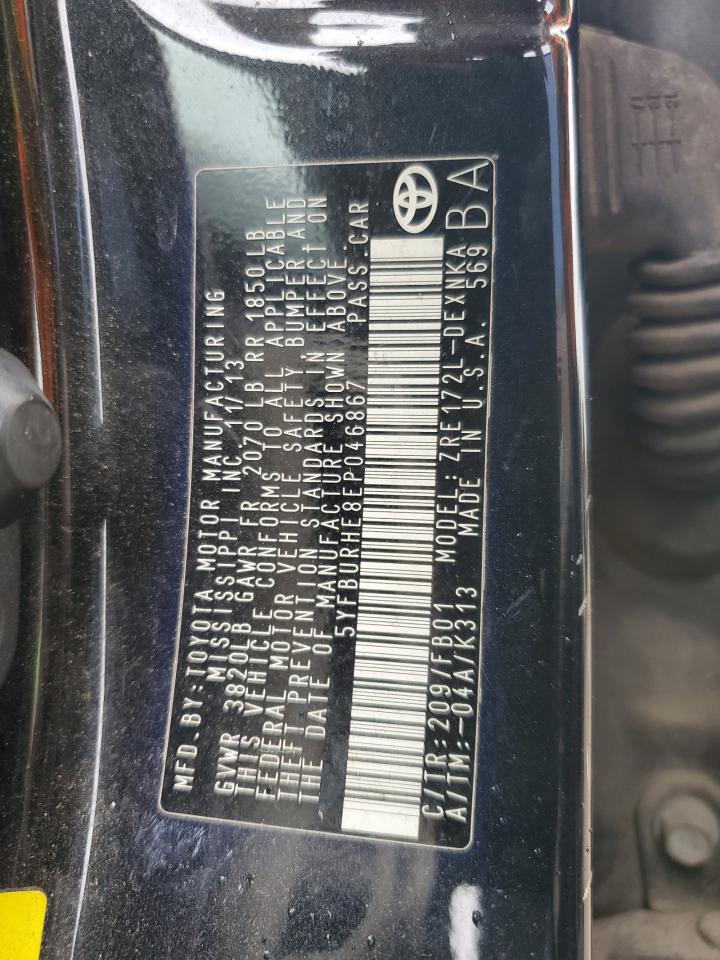 MFD.BY:TOYOTA MOTOR MANUFACTURING
MISSISSIPPI INC. 11/13
GVWR 3820LB GAWR FR 2070 LB RR 1850 LB
THIS VEHICLE CONFORMS TO ALL APPLICABLE
FEDERAL MOTOR VEHICLE SAFETY, BUMPER AND
THEFT PREVENTION STANDARDS IN EFFECT ON
THE DATE OF MANUFACTURE SHOWN ABOVE.
5YFBURHE8EP046867 PASS CAR
C/TR:209/FB01 MODEL: ZRE172L-DEXNKA
A/TM:-04A/K313 MADE IN U.S.A. 569 BA